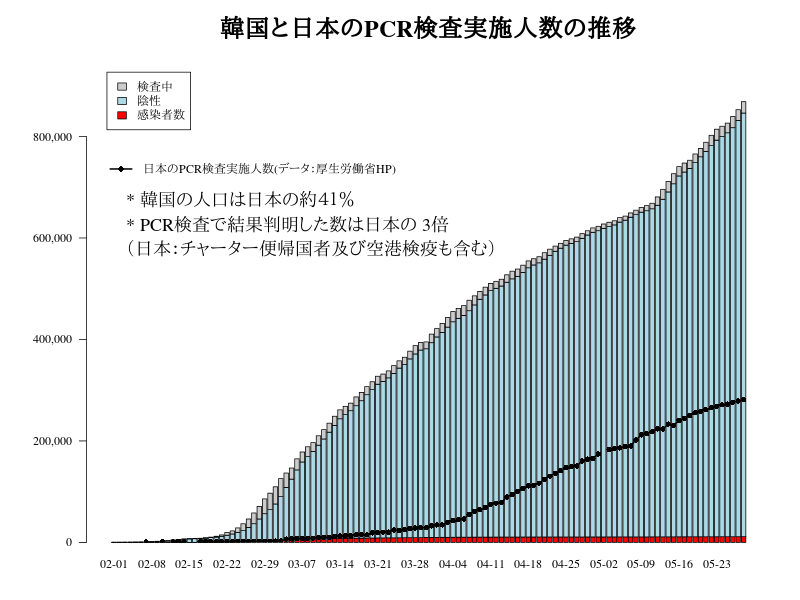 韓国と日本のPCR検査実施人数の推移
検査中
陰性
感染者数
日本のPCR検査実施人数(データ：厚生労働省HP)
* 韓国の人口は日本の約41%
* PCR検査で結果判明した数は日本の 3倍
（日本：チャーター便帰国者及び空港検疫も含む）
800,000
600,000
400,000
200,000
0
02-01 02-08 02-15 02-22 02-29 03-07 03-14 03-21 03-28 04-04 04-11 04-18 04-25 05-02 05-09 05-16 05-23